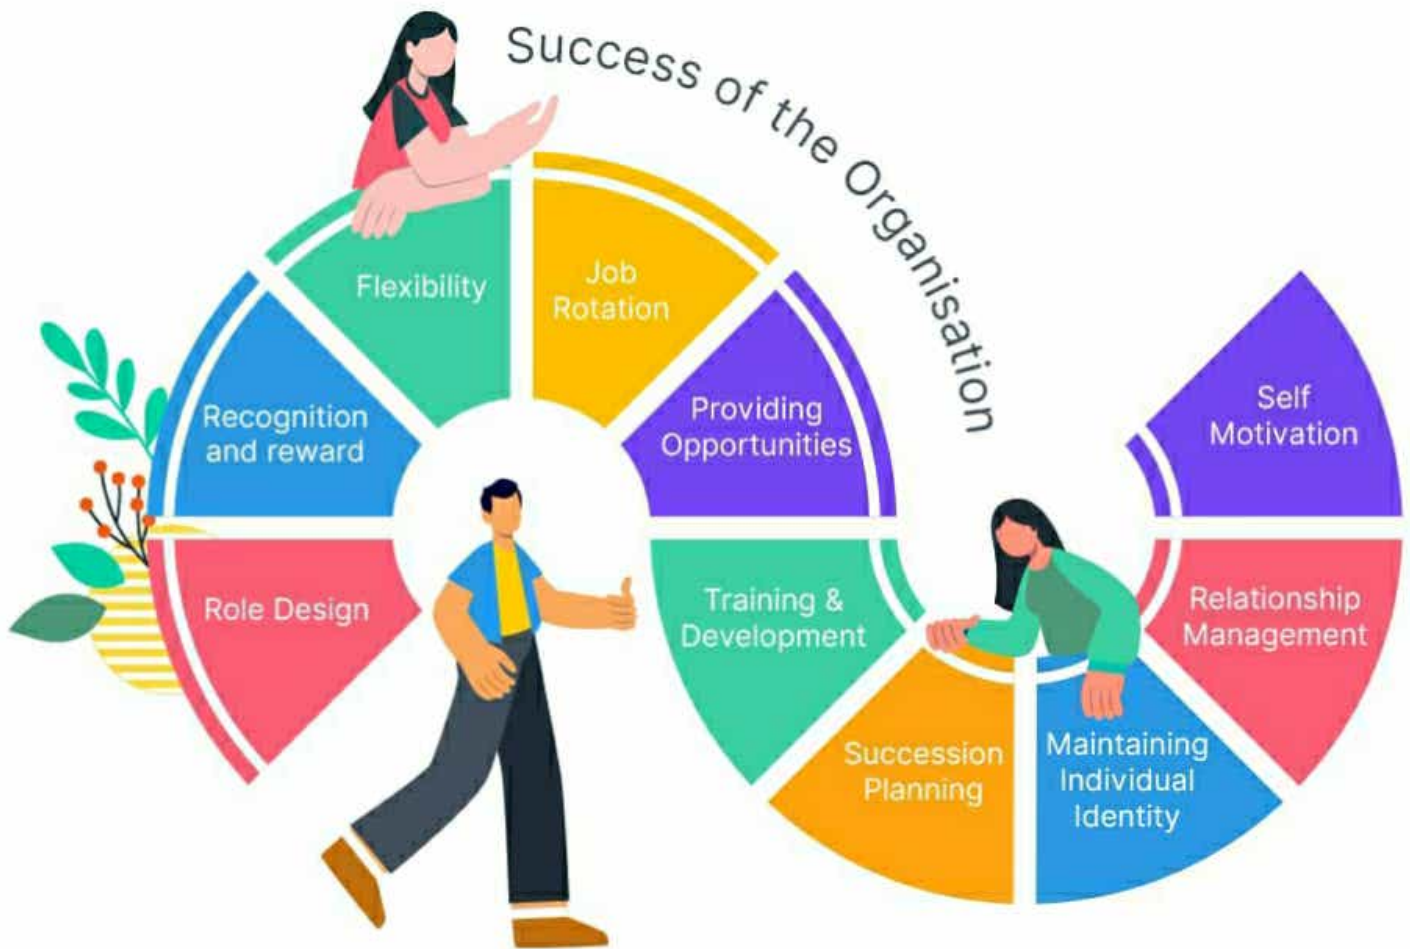 Success of the Organisation
Role Design
Recognition
and reward
Flexibility
Job
Rotation
Providing
Opportunities
Training &
Development
Succession
Planning
Maintaining
Individual
Identity
Relationship
Management
Self
Motivation